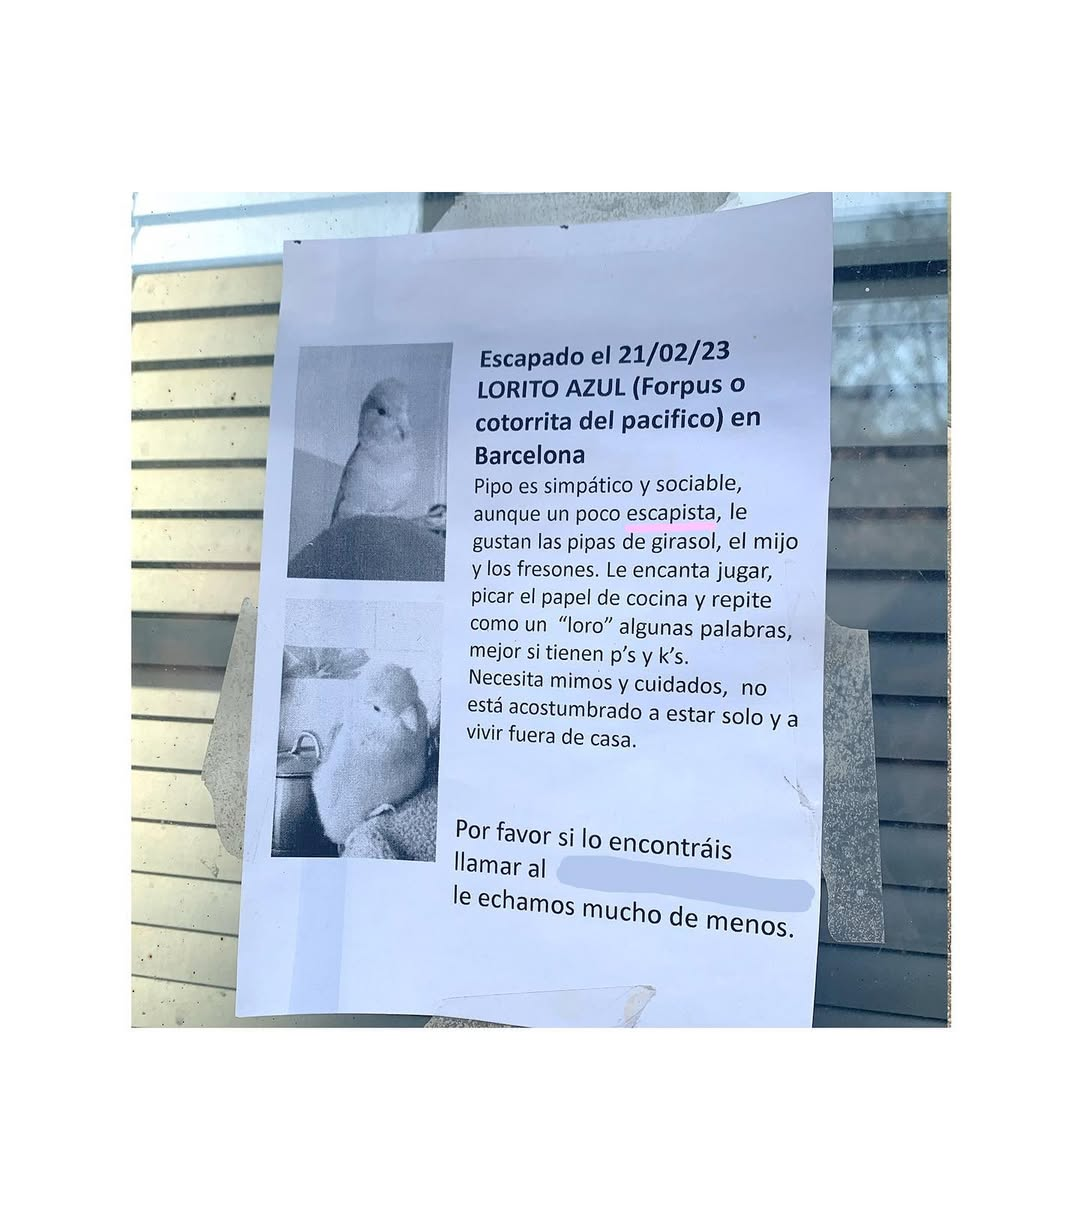 Escapado el 21/02/23
LORITO AZUL (Forpus o
cotorrita del pacifico) en
Barcelona
Pipo es simpático y sociable,
aunque un poco escapista, le
gustan las pipas de girasol, el mijo
y los fresones. Le encanta jugar,
picar el papel de cocina y repite
como un “loro” algunas palabras,
mejor si tienen p’s y k’s.
Necesita mimos y cuidados, no
está acostumbrado a estar solo y a
vivir fuera de casa.
Por favor si lo encontráis
llamar al
le echamos mucho de menos.